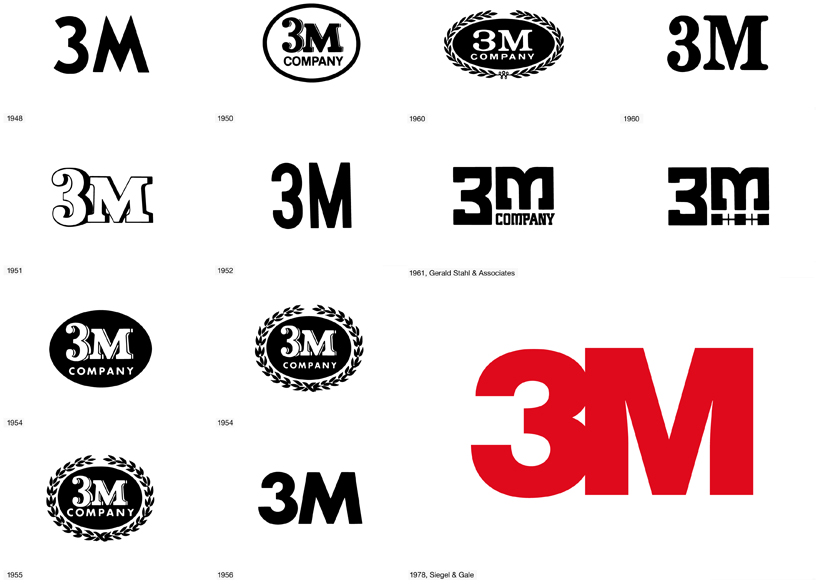 3M
3M
COMPANY
3M
COMPANY
3M
1948
1950
1960
1960
3M
3M
3M
COMPANY
3M
1951
1952
1961, Gerald Stahl & Associates
3M
COMPANY
3M
COMPANY
3M
1954
1954
3M
COMPANY
3M
1955
1956
1978, Siegel & Gale